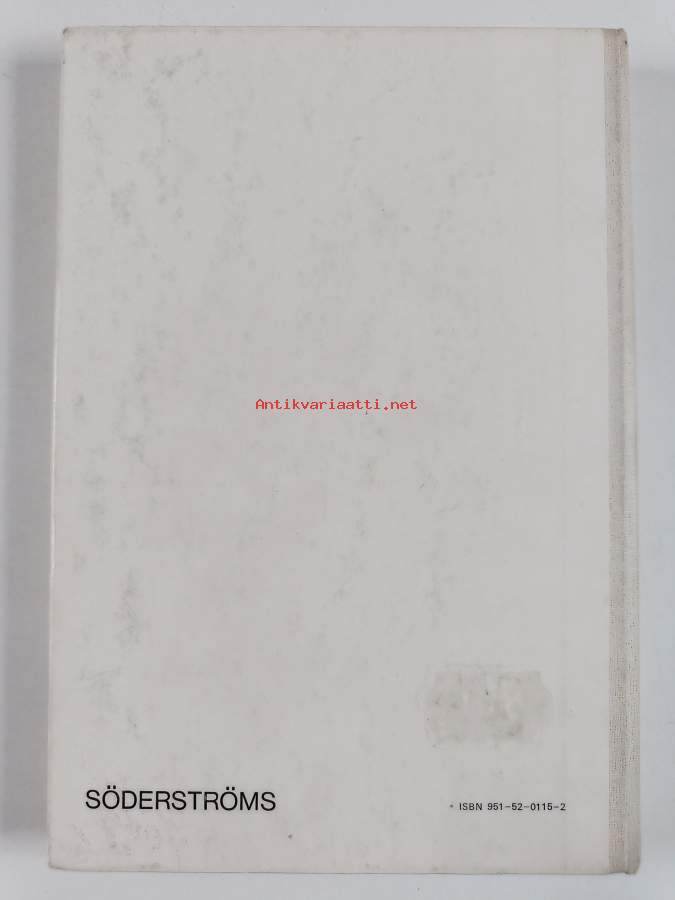 Antikvariaatti.net
SÖDERSTRÖMS
* ISBN 951-52-0115-2